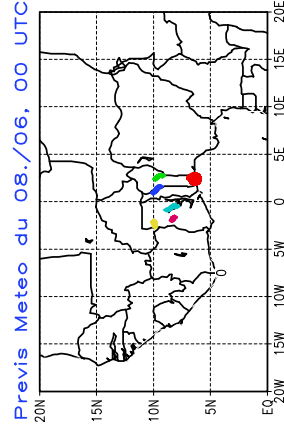 Previs Meteo du 08/06, 00 UTC
20N
15N
10N
5N
EQ
20W
15W
10W
5W
0
5E
10E
15E
20E
0